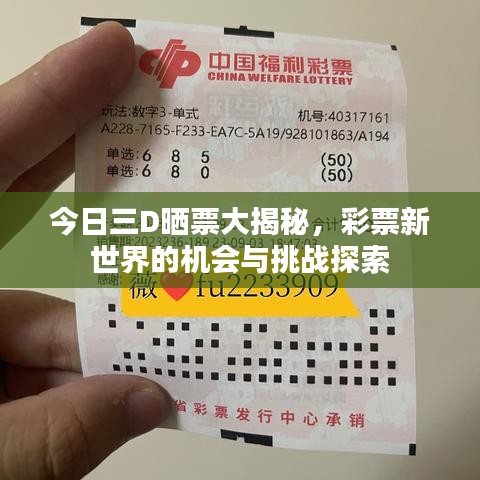 中国福利彩票
CHINA WELFARE LOTTERY
玩法:数字3-单式 机号:40317161
A228-7165-F233-EA7C-5A19/928101863/A194
单选:6 8 5 (50)
单选:6 8 0 (50)
今日三D晒票大揭秘，彩票新
世界的机会与挑战探索
薇❤️fu2233909
省彩票发行中心承销